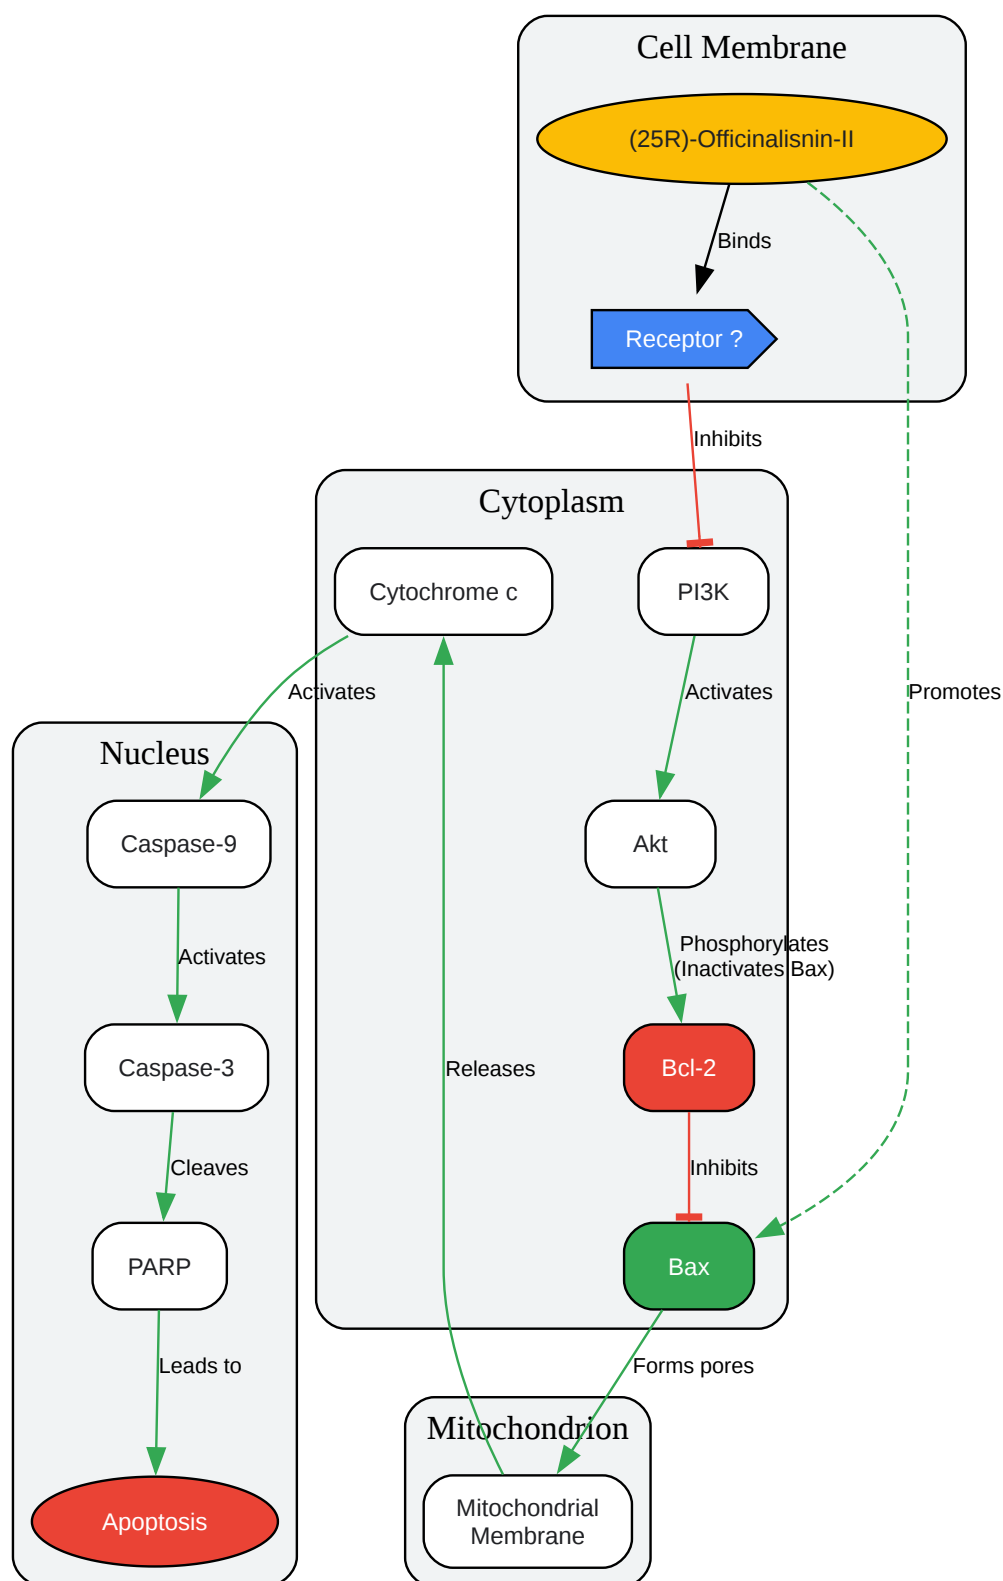 Cell Membrane
(25R)-Officinalisnin-II
Binds
Receptor ?
Inhibits
Cytoplasm
Cytochrome c
PI3K
Activates
Activates
Promotes
Nucleus
Caspase-9
Akt
Activates
Phosphorylates
(Inactivates Bax)
Caspase-3
Releases
Bcl-2
Cleaves
Inhibits
PARP
Bax
Leads to
Forms pores
Mitochondrion
Apoptosis
Mitochondrial
Membrane